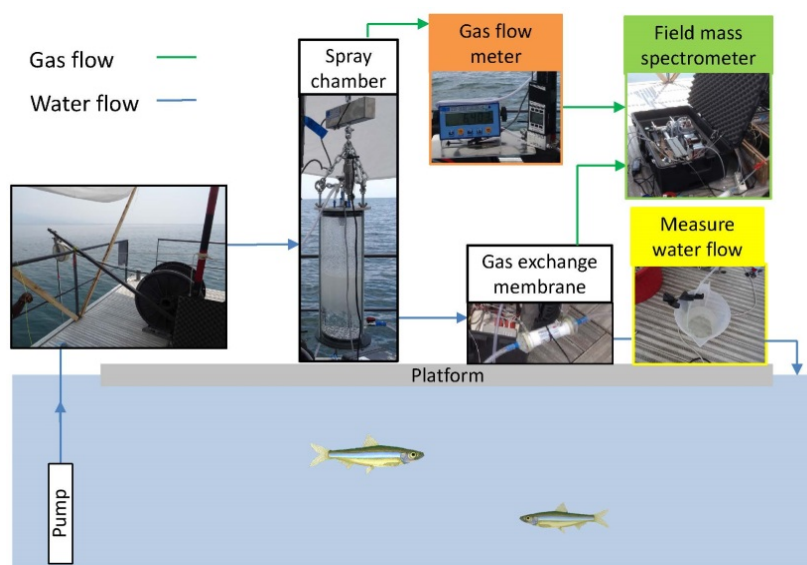 Gas flow
Water flow
Spray
chamber
Gas flow
meter
Field mass
spectrometer
Gas exchange
membrane
Measure
water flow
Platform
Pump